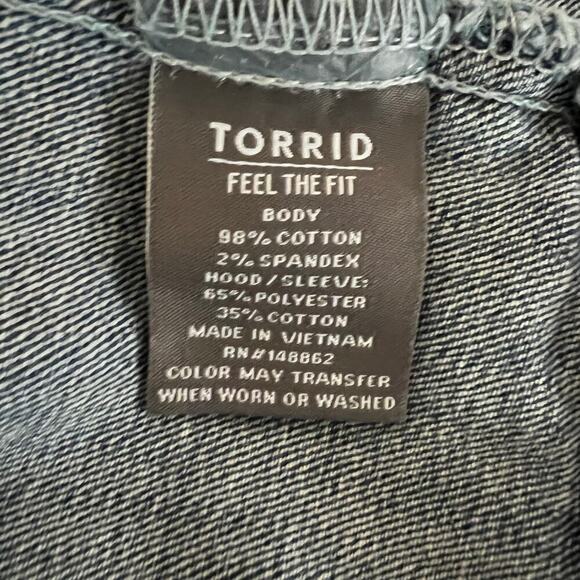 TORRID
FEEL THE FIT
BODY
98% COTTON
2% SPANDEX
HOOD/SLEEVE:
65% POLYESTER
35% COTTON
MADE IN VIETNAM
RN#148862
COLOR MAY TRANSFER
WHEN WORN OR WASHED